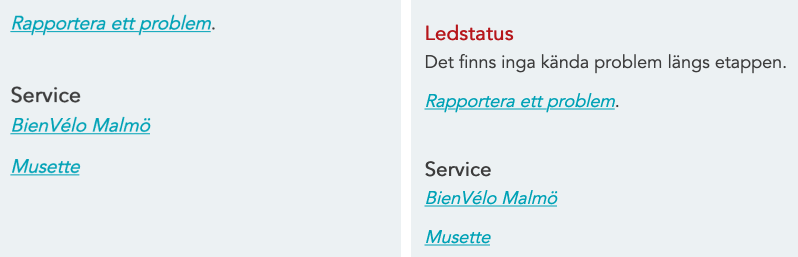 Rapportera ett problem.
Service
BienVélo Malmö
Musette
Ledstatus
Det finns inga kända problem längs etappen.
Rapportera ett problem.
Service
BienVélo Malmö
Musette